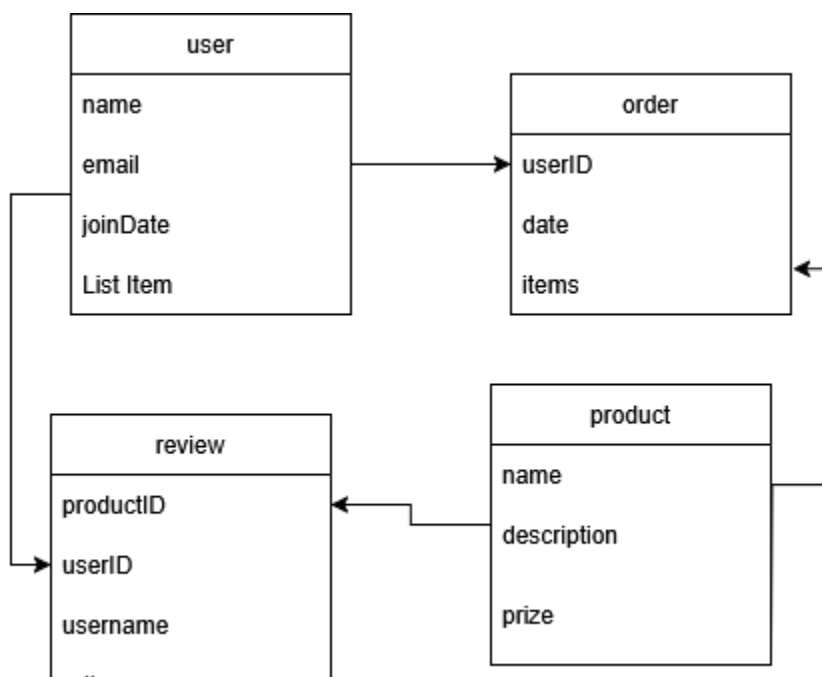 user
name
email
joinDate
List Item
order
userID
date
items
review
productID
userID
username
product
name
description
prize